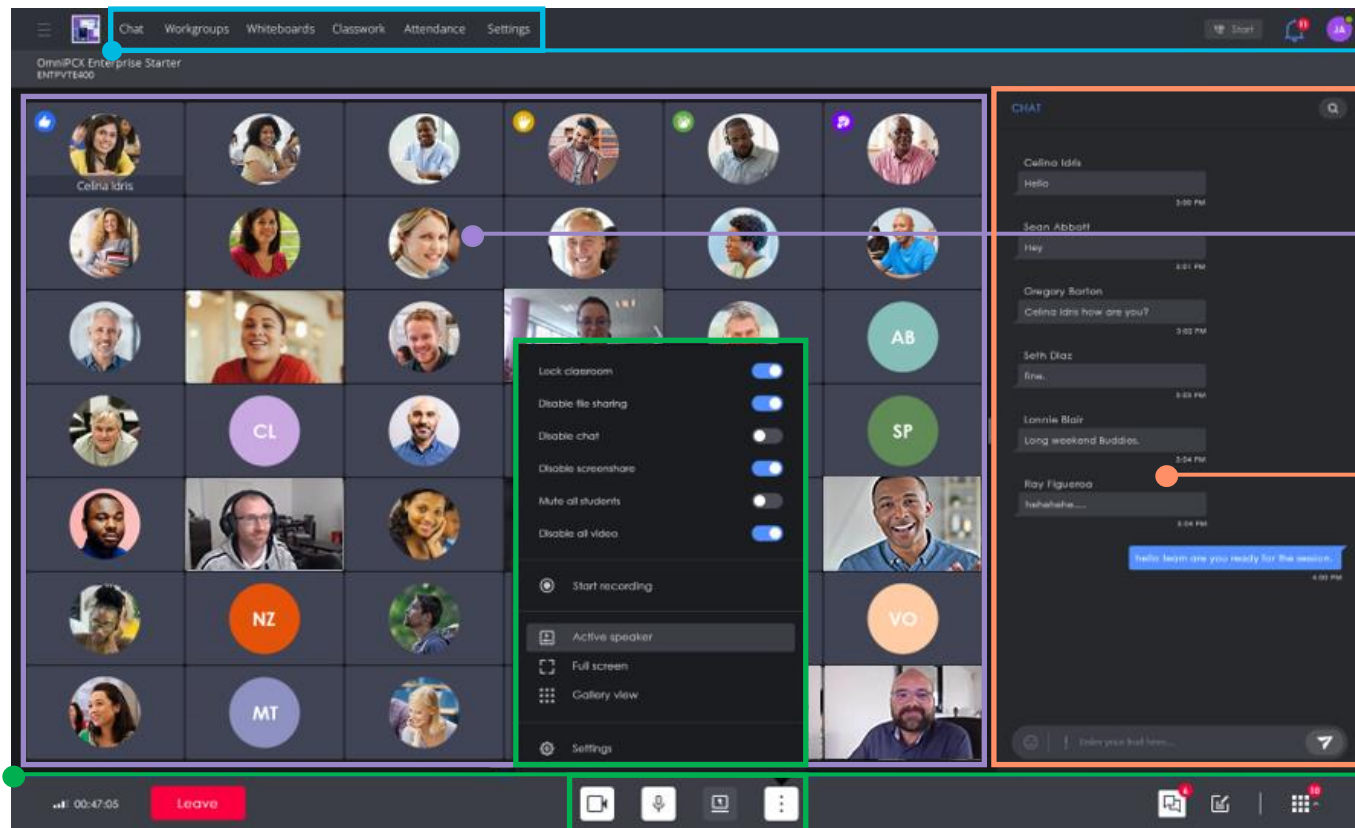 Chat Workgroups Whiteboards Classwork Attendance Settings
Start
11
JA
OmniPCX Enterprise Starter
ENTPVTE400
Celina Idris
AB
CL
SP
NZ
VO
MT
Lock classroom
Disable file sharing
Disable chat
Disable screenshare
Mute all students
Disable all video
Start recording
Active speaker
Full screen
Gallery view
Settings
CHAT
Celina Idris
Hello
3:00 PM
Sean Abbott
Hey
3:01 PM
Gregory Barton
Celina Idris how are you?
3:02 PM
Seth Diaz
fine.
3:03 PM
Lonnie Blair
Long weekend Buddies.
3:04 PM
Ray Figueroa
hehehehe.....
3:04 PM
hello team are you ready for the session.
4:00 PM
Enter your text here...
00:47:05
Leave
6
10